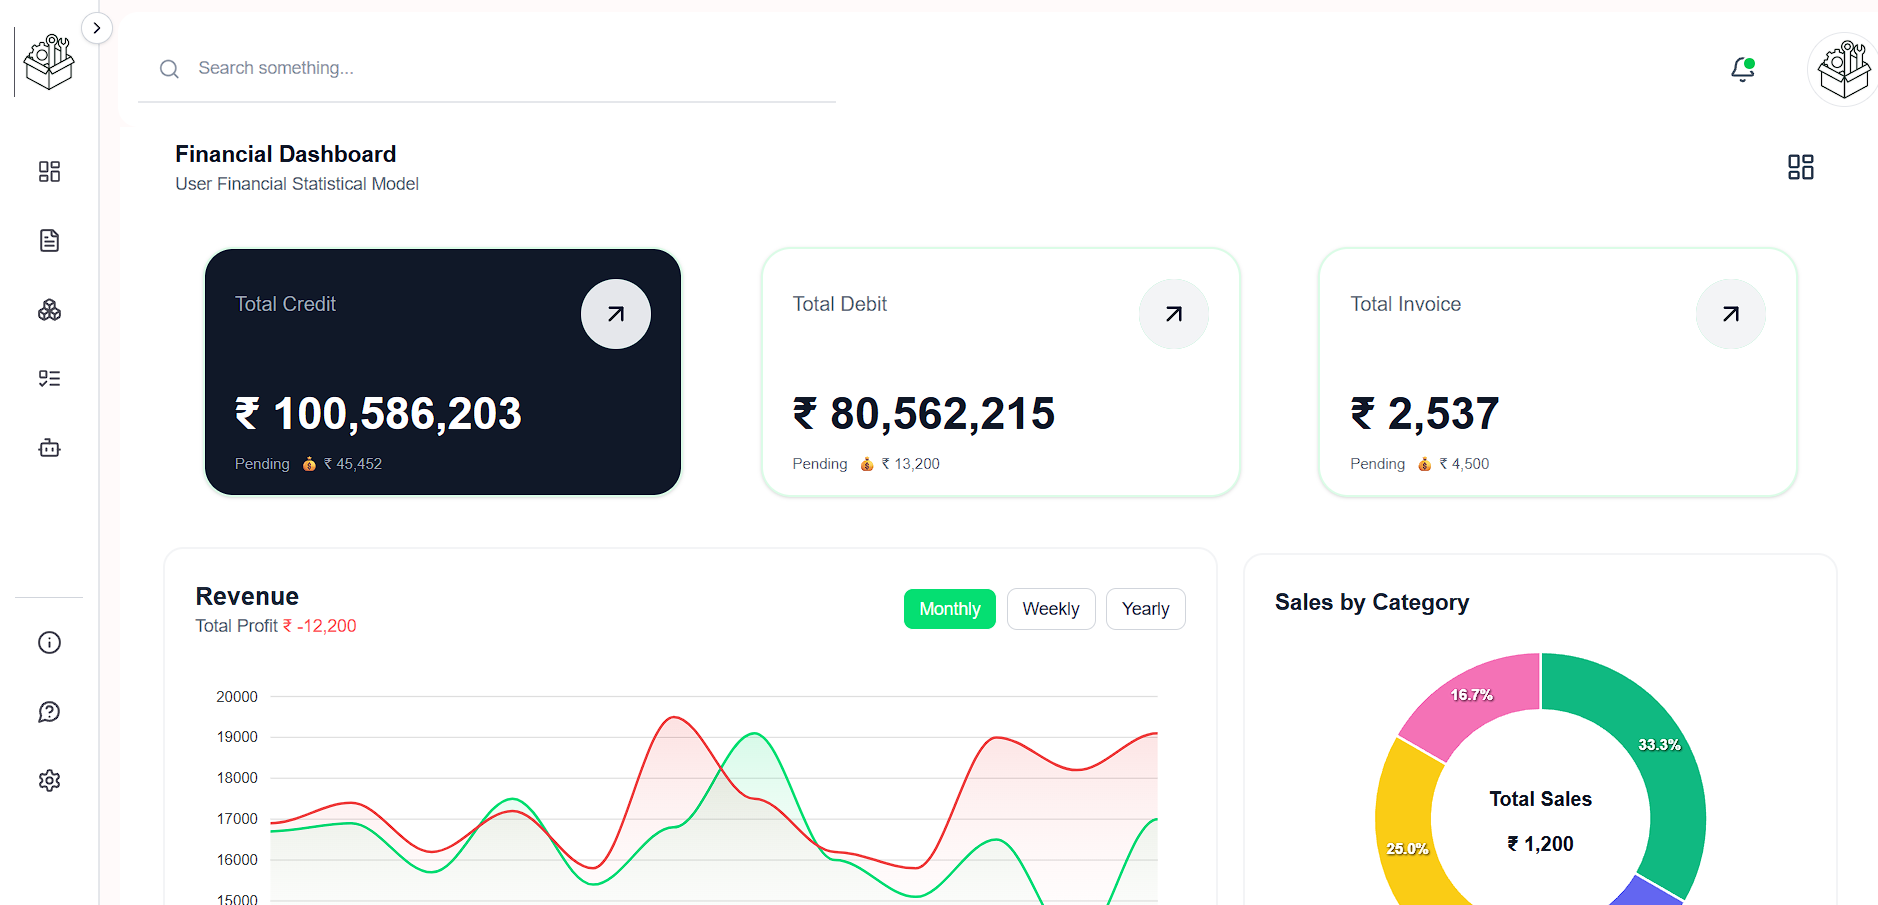 Search something...
Financial Dashboard
User Financial Statistical Model
Total Credit
₹ 100,586,203
Pending 💰 ₹ 45,452
Total Debit
₹ 80,562,215
Pending 💰 ₹ 13,200
Total Invoice
₹ 2,537
Pending 💰 ₹ 4,500
Revenue
Total Profit ₹ -12,200
Monthly Weekly Yearly
20000
19000
18000
17000
16000
15000
Sales by Category
16.7%
33.3%
25.0%
Total Sales
₹ 1,200